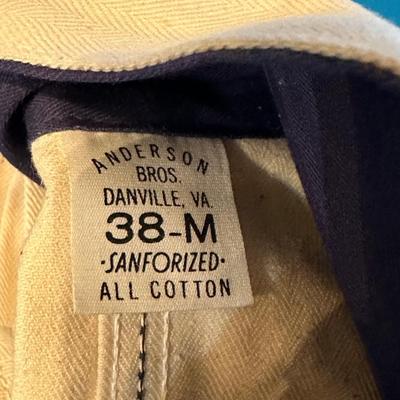 ANDERSON
BROS.
DANVILLE, VA.
38-M
·SANFORIZED·
ALL COTTON